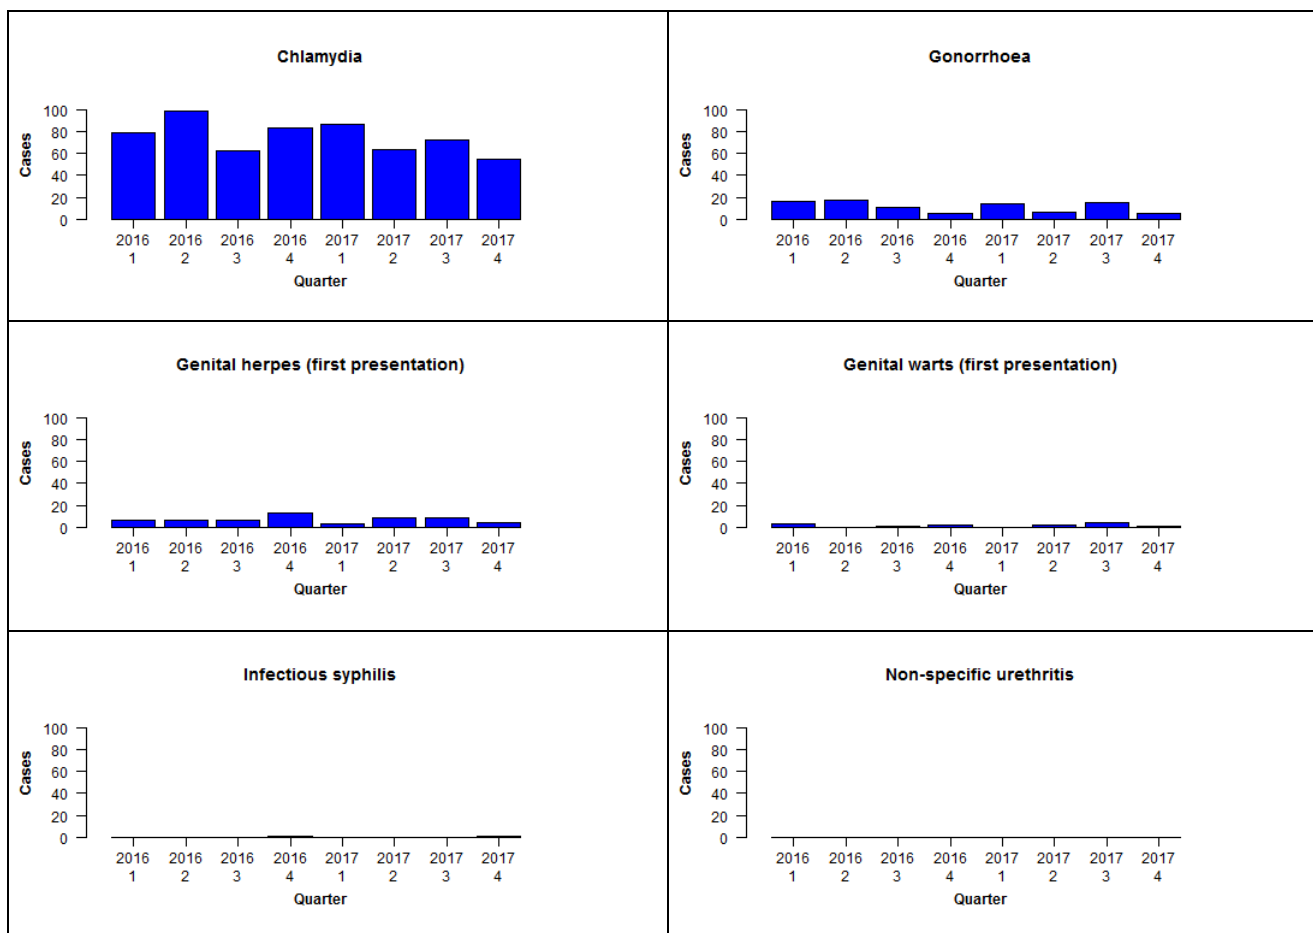 Chlamydia
Cases
100
80
60
40
20
0
2016 2016 2016 2016 2017 2017 2017 2017
1 2 3 4 1 2 3 4
Quarter
Gonorrhoea
Cases
100
80
60
40
20
0
2016 2016 2016 2016 2017 2017 2017 2017
1 2 3 4 1 2 3 4
Quarter
Genital herpes (first presentation)
Cases
100
80
60
40
20
0
2016 2016 2016 2016 2017 2017 2017 2017
1 2 3 4 1 2 3 4
Quarter
Genital warts (first presentation)
Cases
100
80
60
40
20
0
2016 2016 2016 2016 2017 2017 2017 2017
1 2 3 4 1 2 3 4
Quarter
Infectious syphilis
Cases
100
80
60
40
20
0
2016 2016 2016 2016 2017 2017 2017 2017
1 2 3 4 1 2 3 4
Quarter
Non-specific urethritis
Cases
100
80
60
40
20
0
2016 2016 2016 2016 2017 2017 2017 2017
1 2 3 4 1 2 3 4
Quarter